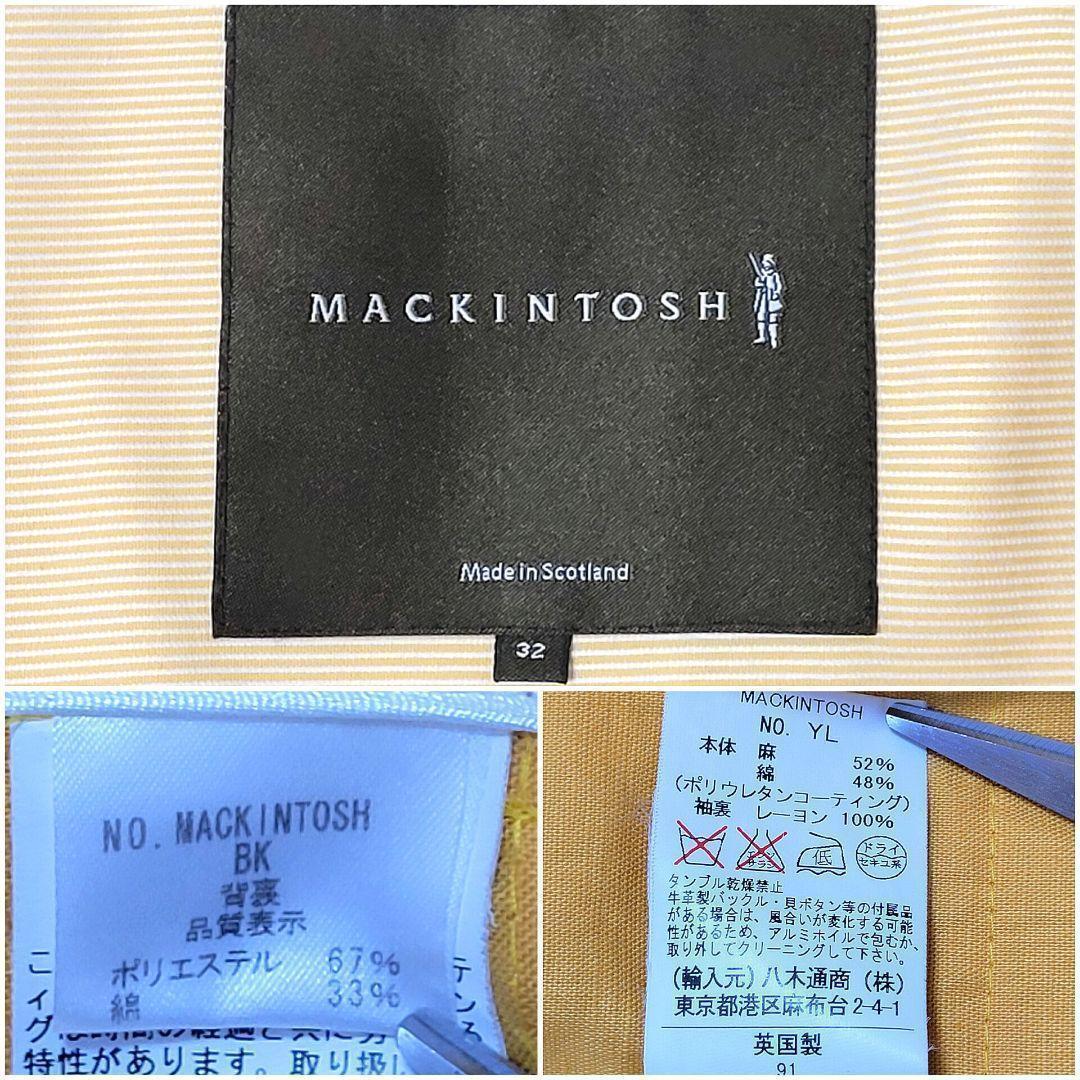 MACKINTOSH
Made in Scotland
32
NO. MACKINTOSH
BK
背裏
品質表示
ポリエステル 67%
綿 33%
特性があります。取り扱
MACKINTOSH
NO. YL
本体 麻 52%
綿 48%
(ポリウレタンコーティング)
袖裏 レーヨン 100%
低 ドライ セキユ系
タンブル乾燥禁止
牛革製バックル・貝ボタン等の付属品
がある場合は、風合いが変化する可能
性があるため、アルミホイルで包むか、
取り外してクリーニングして下さい。
(輸入元) 八木通商 (株)
東京都港区麻布台2-4-1
英国製
91